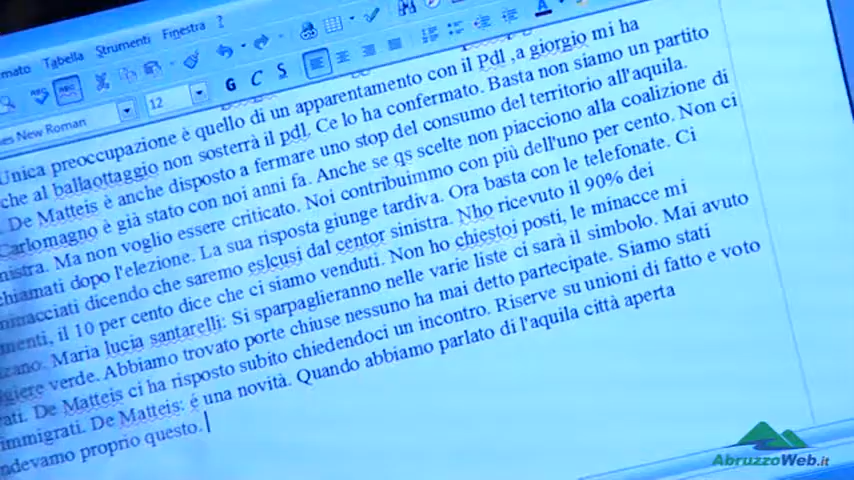 mato Tabella Strumenti Finestra ?
nes New Roman 12 G C S
Unica preoccupazione è quello di un apparentamento con il Pdl ,a giorgio mi ha
che al ballaottaggio non sosterrà il pdl. Ce lo ha confermato. Basta non siamo un partito
. De Matteis è anche disposto a fermare uno stop del consumo del territorio all'aquila.
Carlomagno è già stato con noi anni fa. Anche se qs scelte non piacciono alla coalizione di
nistra. Ma non voglio essere criticato. Noi contribuimmo con più dell'uno per cento. Non ci
chiamati dopo l'elezione. La sua risposta giunge tardiva. Ora basta con le telefonate. Ci
mmacciati dicendo che saremo eslcusi dal centor sinistra. Nho ricevuto il 90% dei
menti, il 10 per cento dice che ci siamo venduti. Non ho chiestoi posti, le minacce mi
zano. Maria lucia santarelli: Si sparpaglieranno nelle varie liste ci sarà il simbolo. Mai avuto
igiere verde. Abbiamo trovato porte chiuse nessuno ha mai detto partecipate. Siamo stati
rati. De Matteis ci ha risposto subito chiedendoci un incontro. Riserve su unioni di fatto e voto
immigrati. De Matteis: é una novità. Quando abbiamo parlato di l'aquila città aperta
ndevamo proprio questo.
AbruzzoWeb.it